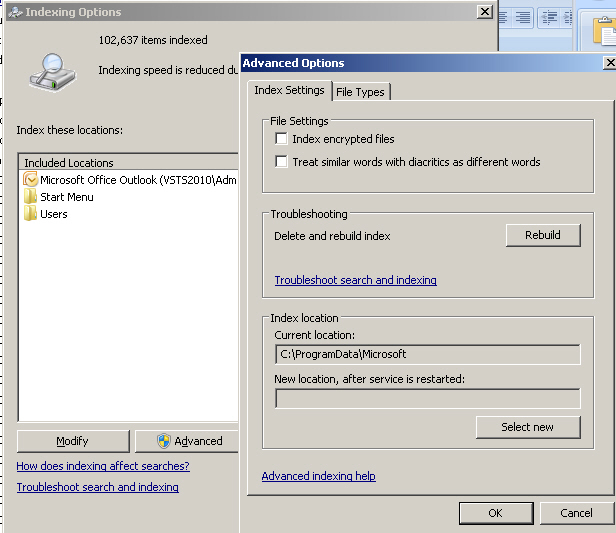 Indexing Options
102,637 items indexed
Indexing speed is reduced du
Index these locations:
Included Locations
Microsoft Office Outlook (VSTS2010\Adm
Start Menu
Users
Modify
Advanced
How does indexing affect searches?
Troubleshoot search and indexing
Advanced Options
Index Settings
File Types
File Settings
Index encrypted files
Treat similar words with diacritics as different words
Troubleshooting
Delete and rebuild index
Rebuild
Troubleshoot search and indexing
Index location
Current location:
C:\ProgramData\Microsoft
New location, after service is restarted:
Select new
Advanced indexing help
OK
Cancel